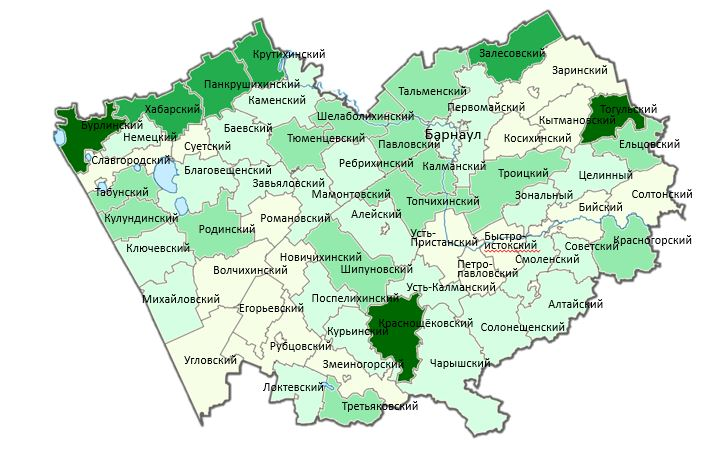 Крутихинский
Залесовский
Панкрушихинский
Заринский
Тальменский
Каменский
Хабарский
Первомайский
Тогульский
Шелаболихинский
Кытмановский
Бурлинский
Баевский
Немецкий
Барнаул
Тюменцевский
Косихинский
Павловский
Ельцовский
Суетский
Славгородский
Ребрихинский
Калманский
Благовещенский
Троицкий
Целинный
Завьяловский
Табунский
Мамонтовский
Зональный
Солтонский
Топчихинский
Бийский
Алейский
Кулундинский
Романовский
Родинский
Усть-
Пристанский
Быстро-
истокский
Красногорский
Советский
Ключевский
Новичихинский
Смоленский
Волчихинский
Шипуновский
Петро-
павловский
Усть-Калманский
Михайловский
Поспелихинский
Алтайский
Егорьевский
Краснощёковский
Солонешенский
Курьинский
Рубцовский
Угловский
Змеиногорский
Чарышский
Локтевский
Третьяковский